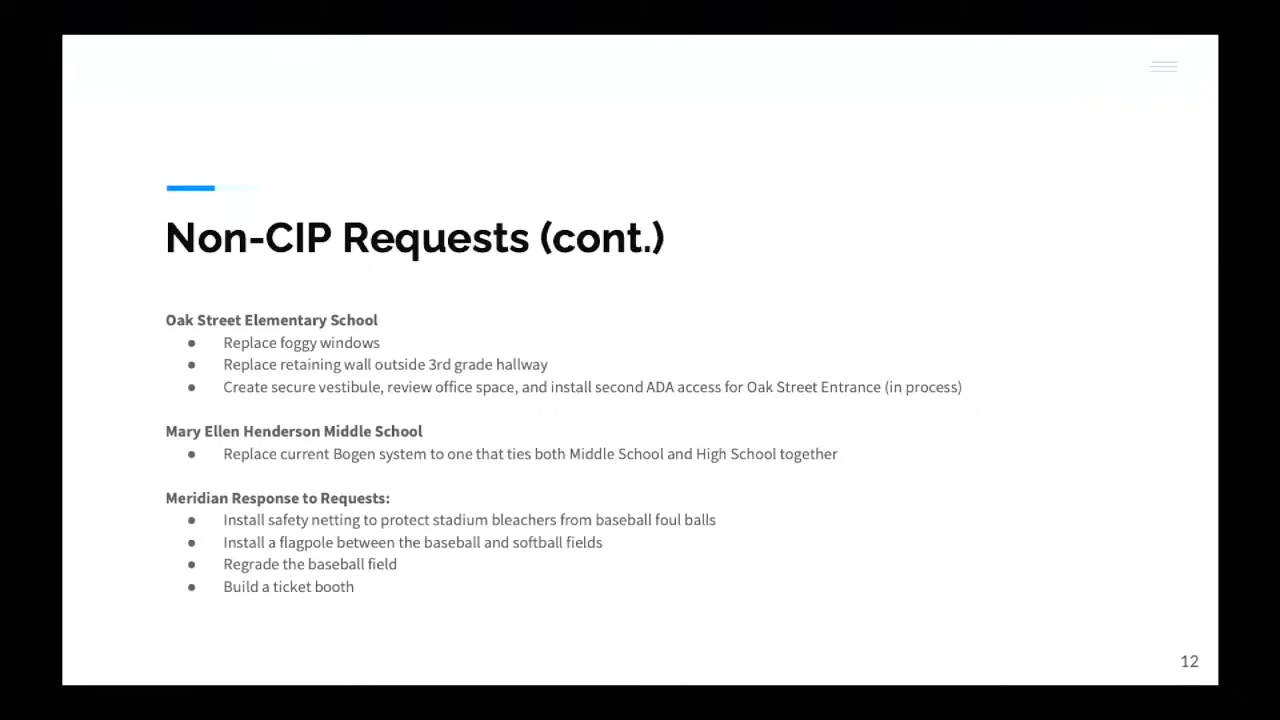 Non-CIP Requests (cont.)
Oak Street Elementary School
● Replace foggy windows
● Replace retaining wall outside 3rd grade hallway
● Create secure vestibule, review office space, and install second ADA access for Oak Street Entrance (in process)
Mary Ellen Henderson Middle School
● Replace current Bogen system to one that ties both Middle School and High School together
Meridian Response to Requests:
● Install safety netting to protect stadium bleachers from baseball foul balls
● Install a flagpole between the baseball and softball fields
● Regrade the baseball field
● Build a ticket booth
12